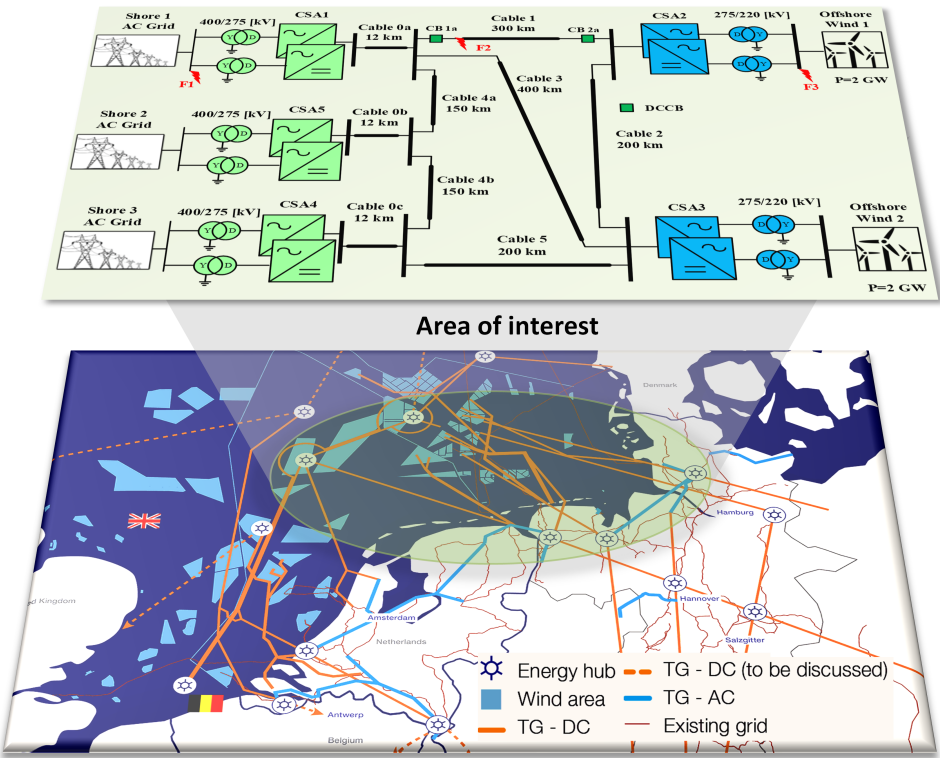 Shore 1
AC Grid
400/275 [kV]
CSA1
Cable 0a
12 km
CB1a
Cable 1
300 km
CB2a
CSA2
275/220 [kV]
Offshore
Wind 1
F1
F2
F3
P=2 GW
Y
D
Y
D
D
Y
D
Y
Cable 3
400 km
DCCB
Cable 4a
150 km
Shore 2
AC Grid
400/275 [kV]
CSA5
Cable 0b
12 km
Cable 2
200 km
Y
D
Y
D
Cable 4b
150 km
Shore 3
AC Grid
400/275 [kV]
CSA4
Cable 0c
12 km
CSA3
275/220 [kV]
Offshore
Wind 2
Y
D
Y
D
D
Y
D
Y
Cable 5
200 km
P=2 GW
Area of interest
Denmark
Hamburg
Kingdom
Hannover
Amsterdam
Netherlands
Salzgitter
Antwerp
Belgium
Energy hub
TG - DC (to be discussed)
Wind area
TG - AC
TG - DC
Existing grid